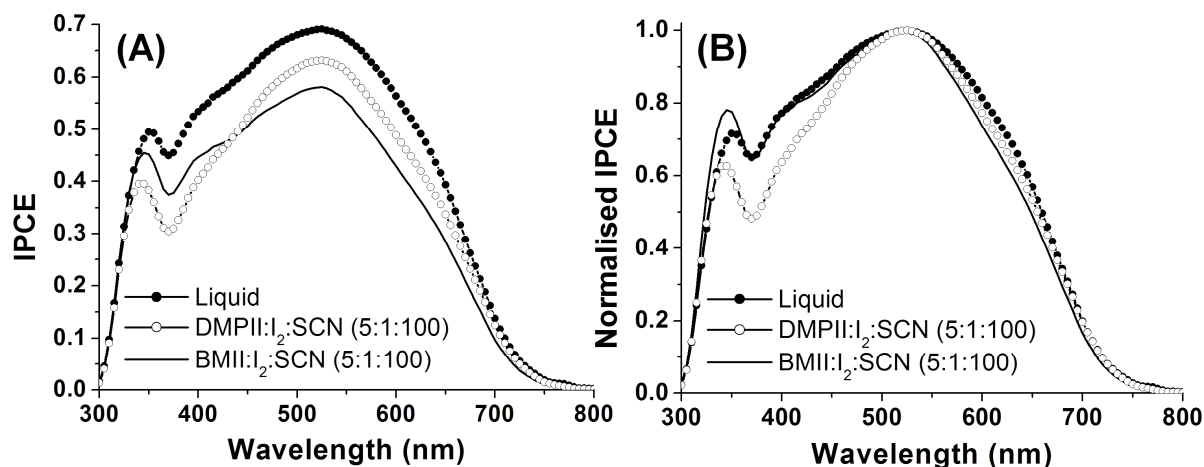 (A)
IPCE
0.7
0.6
0.5
0.4
0.3
0.2
0.1
0.0
Liquid
DMPII:I₂:SCN (5:1:100)
BMII:I₂:SCN (5:1:100)
300 400 500 600 700 800
Wavelength (nm)
(B)
Normalised IPCE
1.0
0.8
0.6
0.4
0.2
0.0
Liquid
DMPII:I₂:SCN (5:1:100)
BMII:I₂:SCN (5:1:100)
300 400 500 600 700 800
Wavelength (nm)